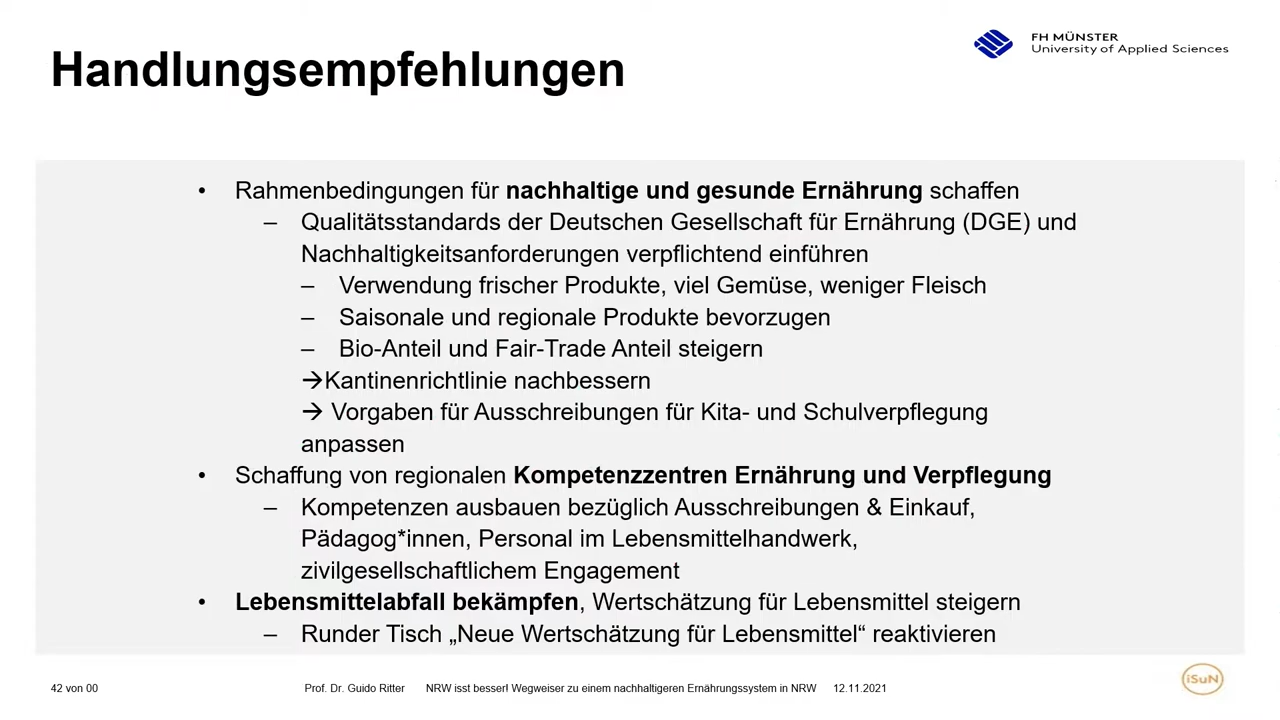 FH MÜNSTER
University of Applied Sciences
Handlungsempfehlungen
• Rahmenbedingungen für nachhaltige und gesunde Ernährung schaffen
– Qualitätsstandards der Deutschen Gesellschaft für Ernährung (DGE) und
Nachhaltigkeitsanforderungen verpflichtend einführen
– Verwendung frischer Produkte, viel Gemüse, weniger Fleisch
– Saisonale und regionale Produkte bevorzugen
– Bio-Anteil und Fair-Trade Anteil steigern
→Kantinenrichtlinie nachbessern
→ Vorgaben für Ausschreibungen für Kita- und Schulverpflegung
anpassen
• Schaffung von regionalen Kompetenzzentren Ernährung und Verpflegung
– Kompetenzen ausbauen bezüglich Ausschreibungen & Einkauf,
Pädagog*innen, Personal im Lebensmittelhandwerk,
zivilgesellschaftlichem Engagement
• Lebensmittelabfall bekämpfen, Wertschätzung für Lebensmittel steigern
– Runder Tisch „Neue Wertschätzung für Lebensmittel“ reaktivieren
42 von 00 Prof. Dr. Guido Ritter NRW isst besser! Wegweiser zu einem nachhaltigeren Ernährungssystem in NRW 12.11.2021
iSuN